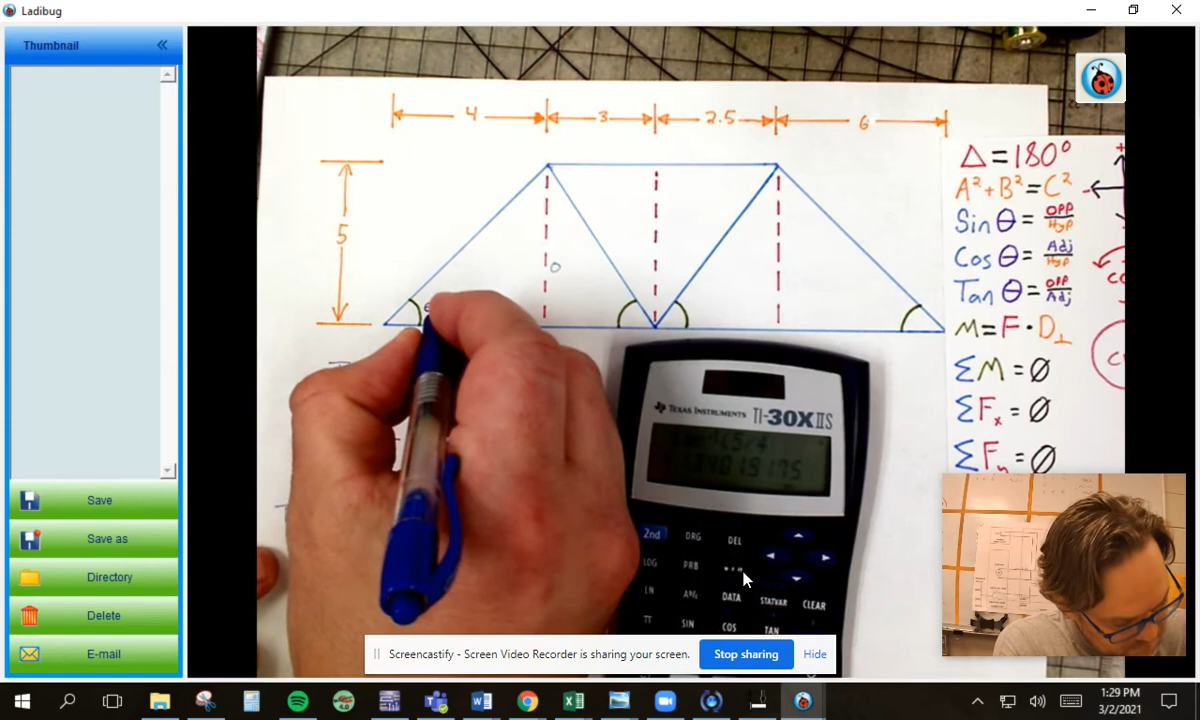 Ladibug
Thumbnail
Save
Save as
Directory
Delete
E-mail
4 3 2.5 6
5
Δ=180°
A²+B²=C²
Sin θ = OPP/Hyp
Cos θ = Adj/Hyp
Tan θ = OPP/Adj
M=F·D⊥
ΣM=Ø
ΣFx=Ø
ΣFy=Ø
TEXAS INSTRUMENTS TI-30X IIS
2nd DRG DEL
LOG PRB
LN DATA STATVAR CLEAR
π SIN COS TAN
Screencastify - Screen Video Recorder is sharing your screen. Stop sharing Hide
1:29 PM
3/2/2021